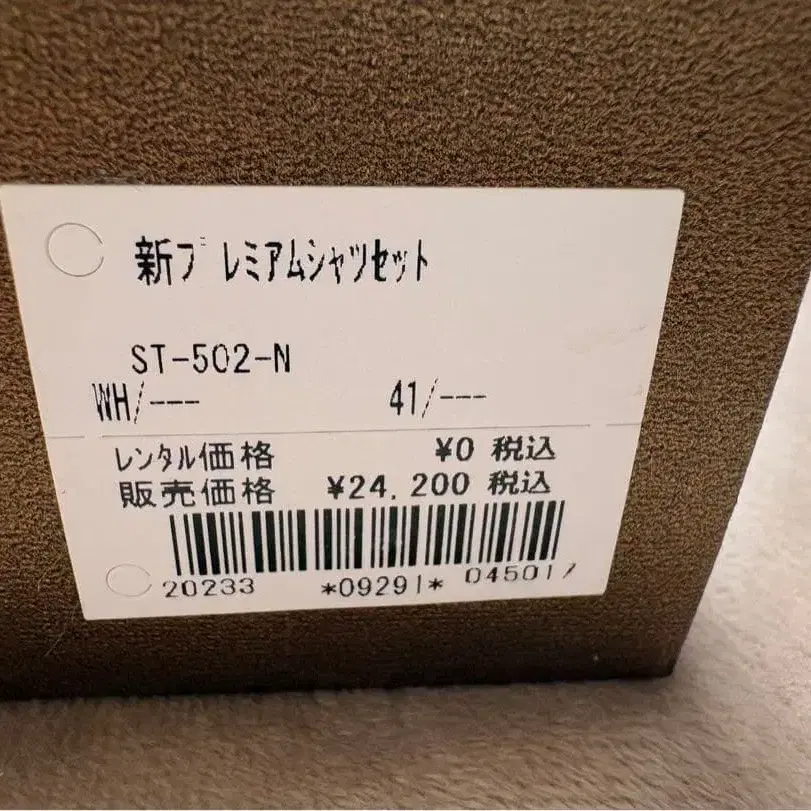 新プレミアムシャツセット
ST-502-N
WH/--- 41/---
レンタル価格 ¥0 税込
販売価格 ¥24,200 税込
20233 *09291* 045017